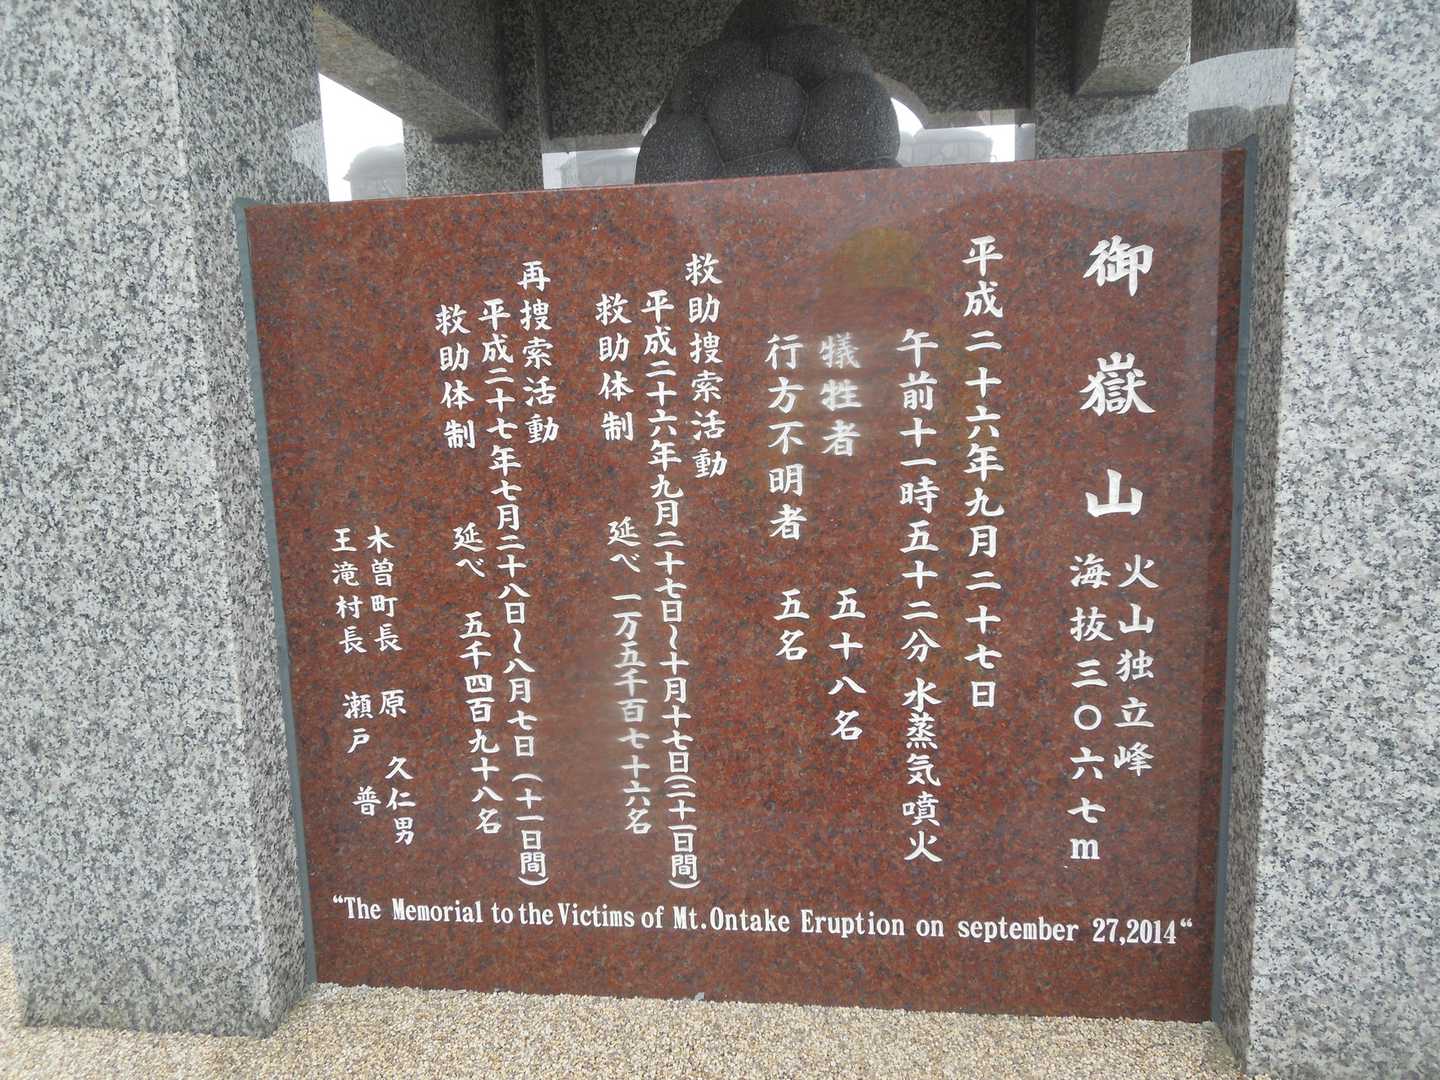 御嶽山 火山独立峰
海抜三〇六七m
平成二十六年九月二十七日
午前十一時五十二分 水蒸気噴火
犠牲者 五十八名
行方不明者 五名
救助捜索活動
平成二十六年九月二十七日〜十月十七日(二十一日間)
救助体制 延べ 一万五千百七十六名
再捜索活動
平成二十七年七月二十八日〜八月七日(十一日間)
救助体制 延べ 五千四百九十八名
木曽町長 原 久仁男
王滝村長 瀬戸 普
“The Memorial to the Victims of Mt.Ontake Eruption on september 27,2014“